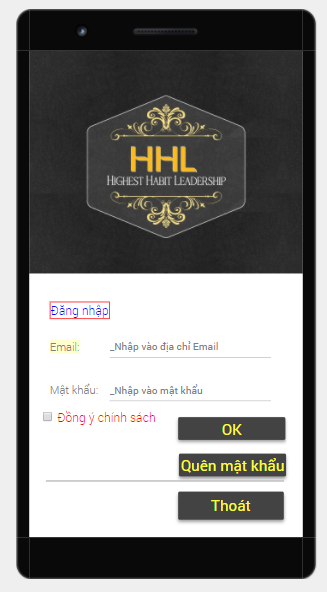 HHL
HIGHEST HABIT LEADERSHIP
Đăng nhập
Email: _Nhập vào địa chỉ Email
Mật khẩu: _Nhập vào mật khẩu
Đồng ý chính sách
OK
Quên mật khẩu
Thoát